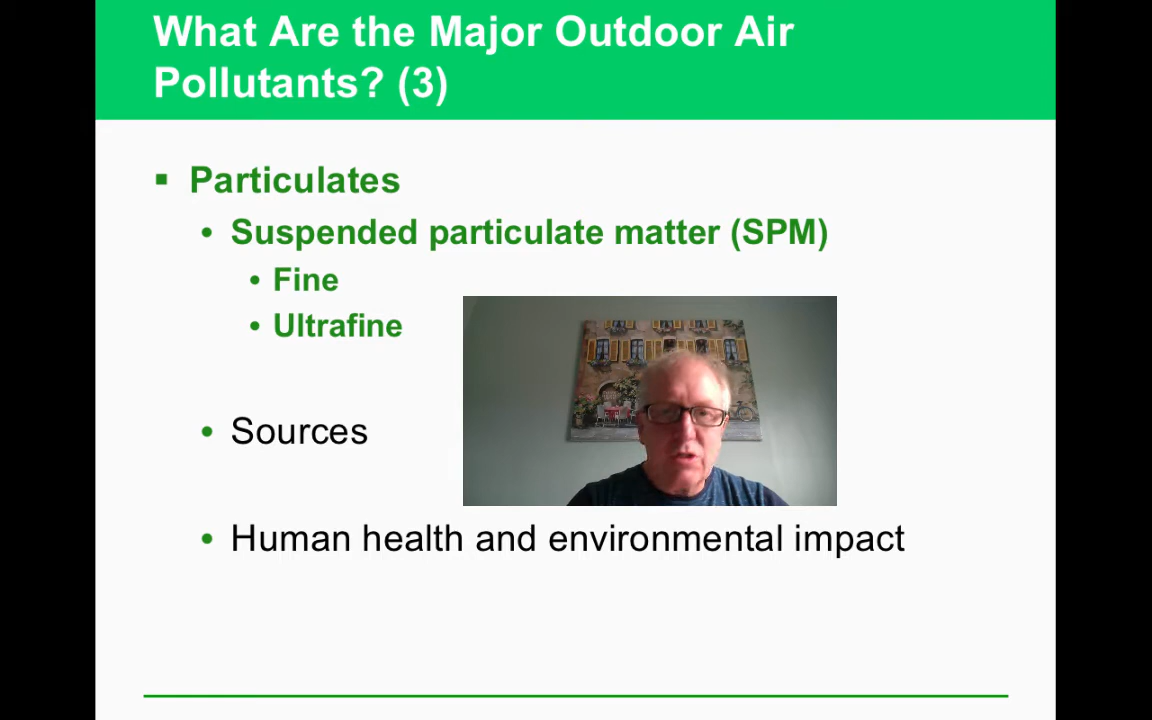 What Are the Major Outdoor Air
Pollutants? (3)
Particulates
Suspended particulate matter (SPM)
Fine
Ultrafine
Sources
Human health and environmental impact